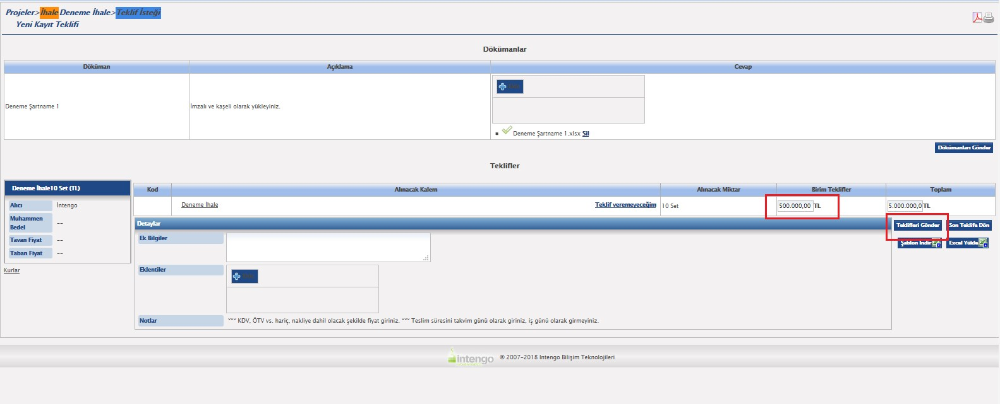 Projeler>İhale Deneme İhale>Teklif İsteği
Yeni Kayıt Teklifi
Dökümanlar
Döküman Açıklama Cevap
Deneme Şartname 1 İmzalı ve kaşeli olarak yükleyiniz.
Deneme Şartname 1.xlsx Sil
Dökümanları Gönder
Teklifler
Deneme İhale10 Set (TL)
Alıcı Intengo
Muhammen Bedel --
Tavan Fiyat --
Taban Fiyat --
Kurlar
Kod Alınacak Kalem Alınacak Miktar Birim Teklifler Toplam
Deneme İhale Teklif veremeyeceğim 10 Set 500.000,00 TL 5.000.000,0 TL
Detaylar
Teklifleri Gönder Son Teklife Dön
Şablon İndir Excel Yükle
Ek Bilgiler
Eklentiler
Notlar *** KDV, ÖTV vs. hariç, nakliye dahil olacak şekilde fiyat giriniz. *** Teslim süresini takvim günü olarak giriniz, iş günü olarak girmeyiniz.
intengo © 2007-2018 Intengo Bilişim Teknolojileri